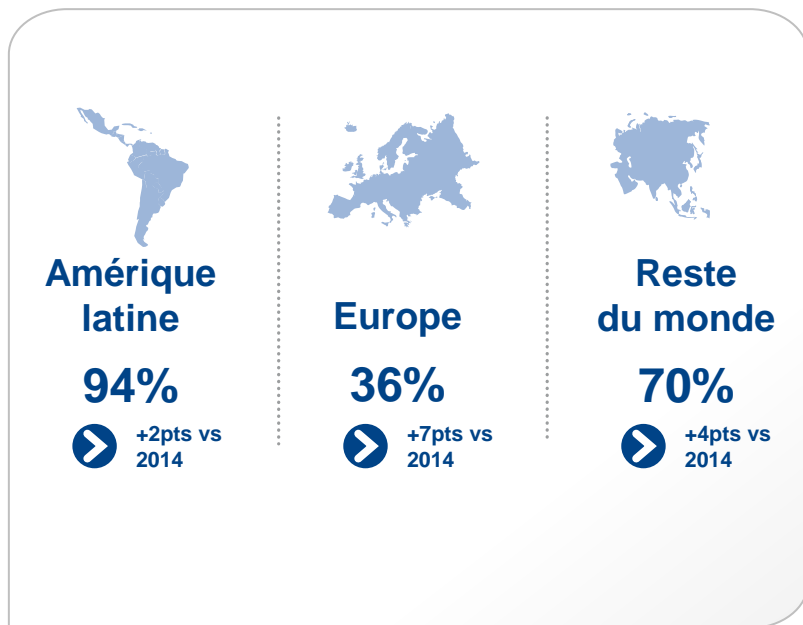 Amérique
latine
94%
+2pts vs
2014
Europe
36%
+7pts vs
2014
Reste
du monde
70%
+4pts vs
2014